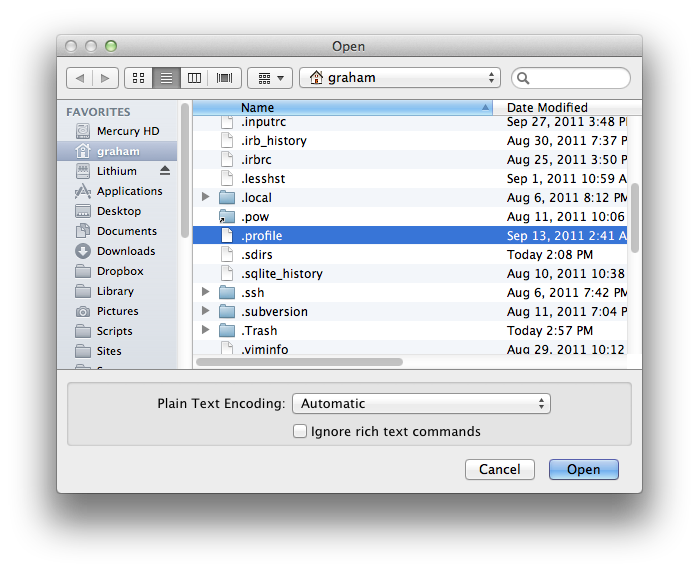 Open
graham
FAVORITES
Mercury HD
graham
Lithium
Applications
Desktop
Documents
Downloads
Dropbox
Library
Pictures
Scripts
Sites
Name Date Modified
.inputrc Sep 27, 2011 3:48 P
.irb_history Aug 30, 2011 7:37 P
.irbrc Aug 25, 2011 3:50 P
.lesshst Sep 1, 2011 10:59 A
.local Aug 6, 2011 8:12 PM
.pow Aug 11, 2011 10:06
.profile Sep 13, 2011 2:41 A
.sdirs Today 2:08 PM
.sqlite_history Aug 10, 2011 10:38
.ssh Aug 6, 2011 7:42 PM
.subversion Aug 11, 2011 7:04 P
.Trash Today 2:57 PM
.viminfo Aug 29, 2011 10:12
Plain Text Encoding: Automatic
Ignore rich text commands
Cancel Open